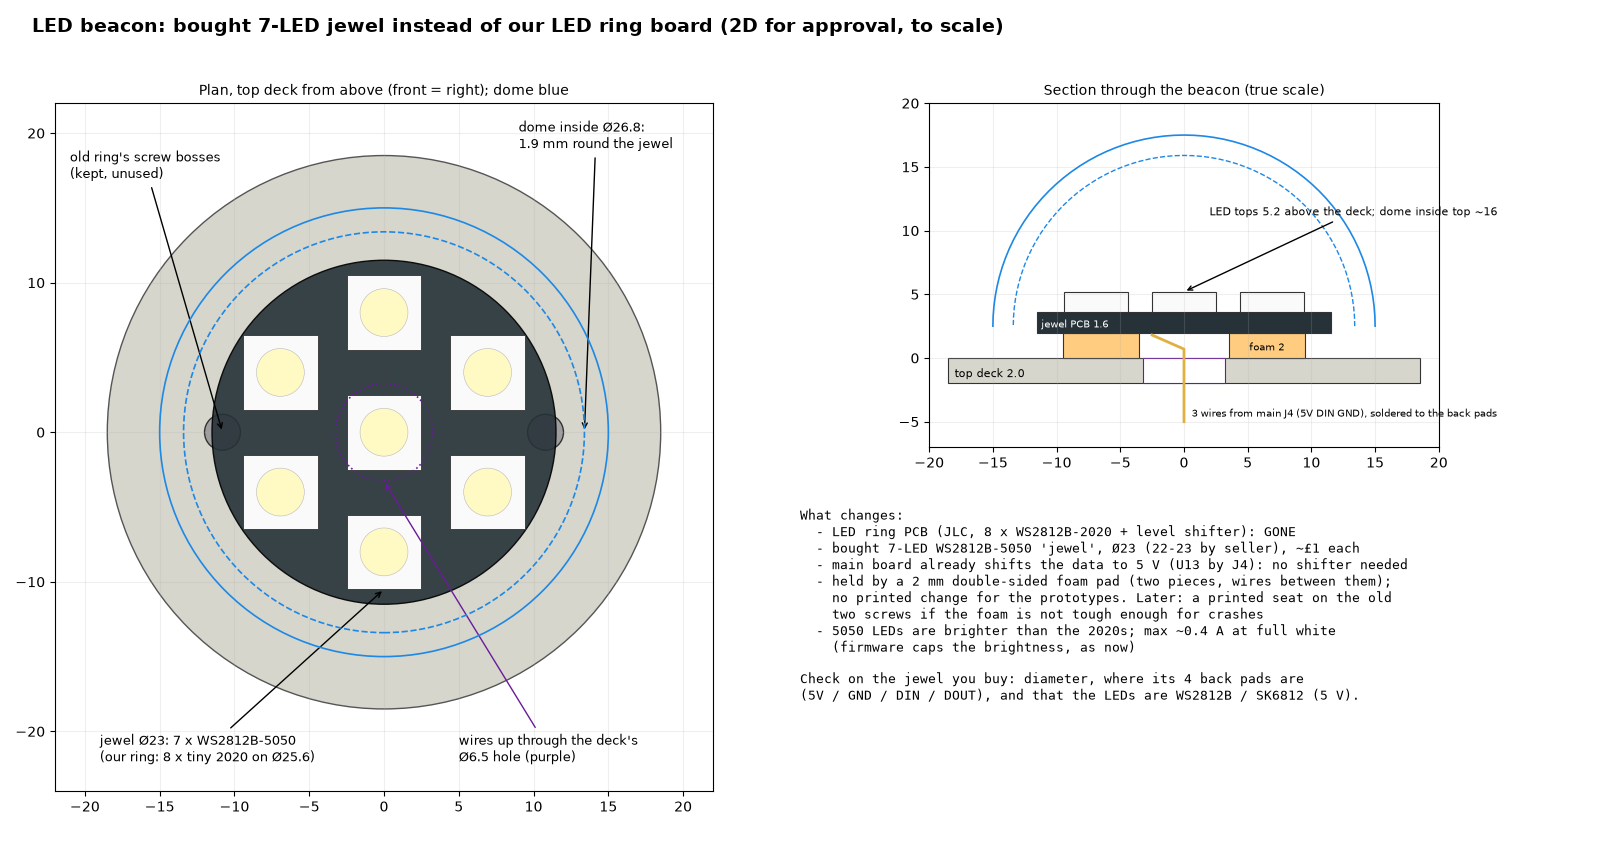 LED beacon: bought 7-LED jewel instead of our LED ring board (2D for approval, to scale)
Plan, top deck from above (front = right); dome blue
old ring's screw bosses
(kept, unused)
dome inside Ø26.8:
1.9 mm round the jewel
jewel Ø23: 7 x WS2812B-5050
(our ring: 8 x tiny 2020 on Ø25.6)
wires up through the deck's
Ø6.5 hole (purple)
20
10
0
−10
−20
−20 −15 −10 −5 0 5 10 15 20
Section through the beacon (true scale)
LED tops 5.2 above the deck; dome inside top ~16
jewel PCB 1.6
foam 2
top deck 2.0
3 wires from main J4 (5V DIN GND), soldered to the back pads
20
15
10
5
0
−5
−20 −15 −10 −5 0 5 10 15 20
What changes:
- LED ring PCB (JLC, 8 x WS2812B-2020 + level shifter): GONE
- bought 7-LED WS2812B-5050 'jewel', Ø23 (22-23 by seller), ~£1 each
- main board already shifts the data to 5 V (U13 by J4): no shifter needed
- held by a 2 mm double-sided foam pad (two pieces, wires between them);
no printed change for the prototypes. Later: a printed seat on the old
two screws if the foam is not tough enough for crashes
- 5050 LEDs are brighter than the 2020s; max ~0.4 A at full white
(firmware caps the brightness, as now)
Check on the jewel you buy: diameter, where its 4 back pads are
(5V / GND / DIN / DOUT), and that the LEDs are WS2812B / SK6812 (5 V).